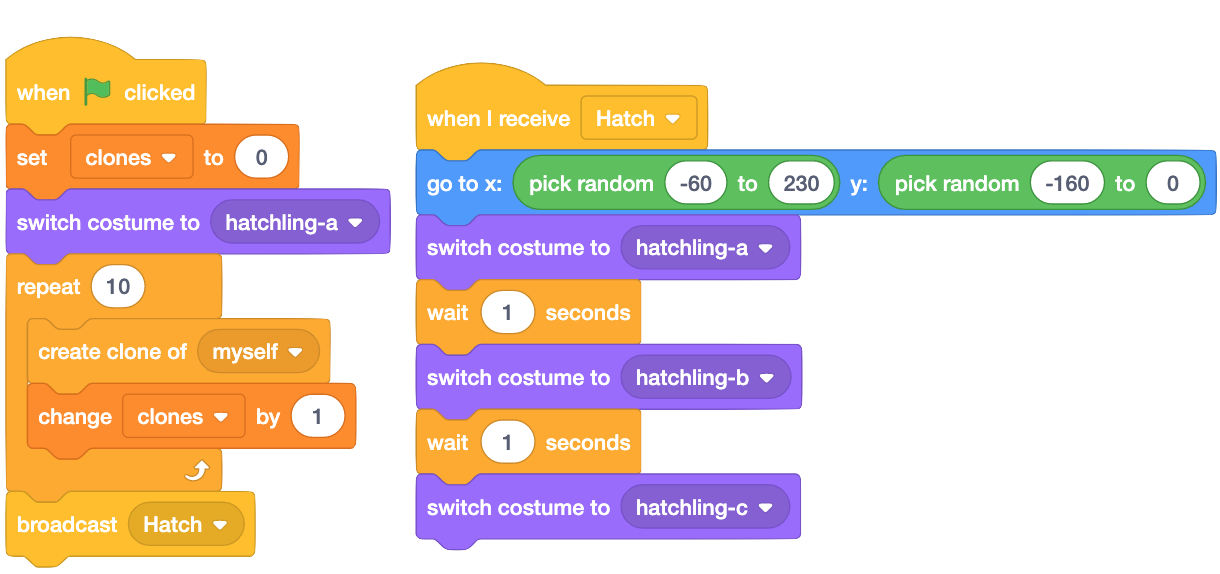 when clicked
set clones to 0
switch costume to hatchling-a
repeat 10
create clone of myself
change clones by 1
broadcast Hatch
when I receive Hatch
go to x: pick random -60 to 230 y: pick random -160 to 0
switch costume to hatchling-a
wait 1 seconds
switch costume to hatchling-b
wait 1 seconds
switch costume to hatchling-c